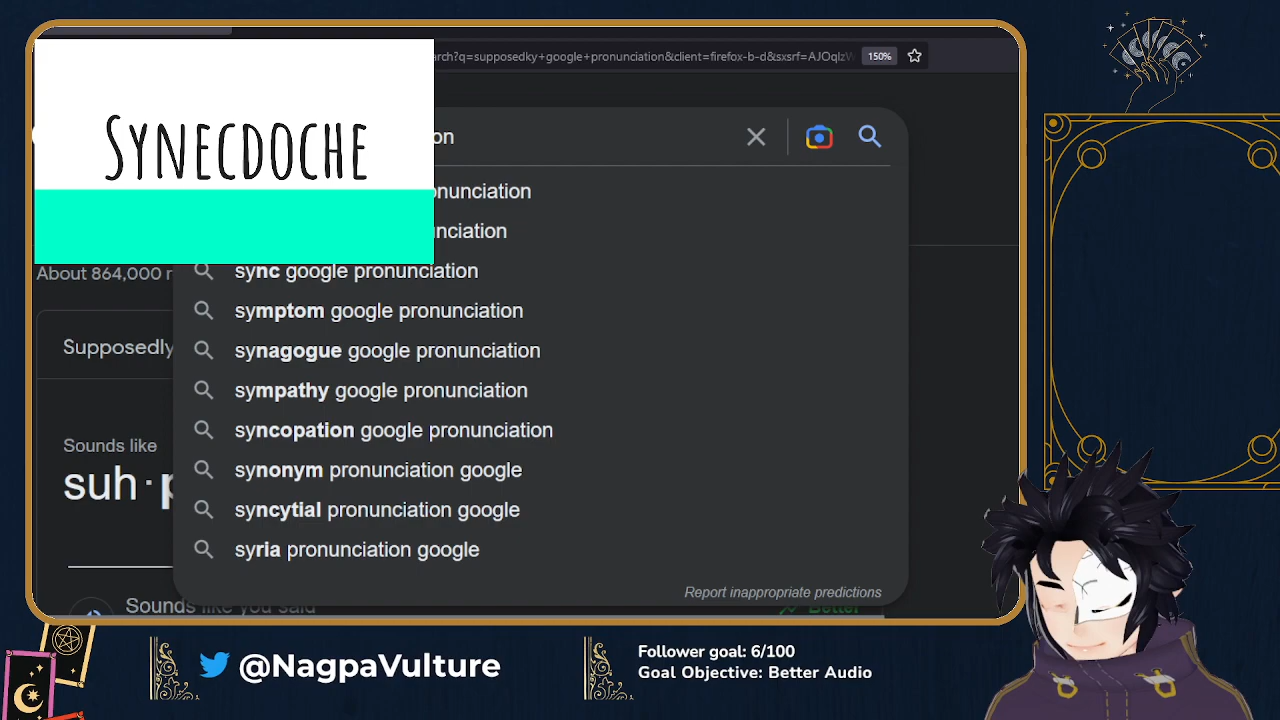 arch?q=supposedky+google+pronunciation&client=firefox-b-d&sxsrf=AJOqlzW
150%
SYNECDOCHE
on
onunciation
nciation
About 864,000 r
sync google pronunciation
symptom google pronunciation
Supposedly
synagogue google pronunciation
sympathy google pronunciation
syncopation google pronunciation
Sounds like
synonym pronunciation google
suh·p
syncytial pronunciation google
syria pronunciation google
Report inappropriate predictions
Sounds like you said
Better
@NagpaVulture
Follower goal: 6/100
Goal Objective: Better Audio